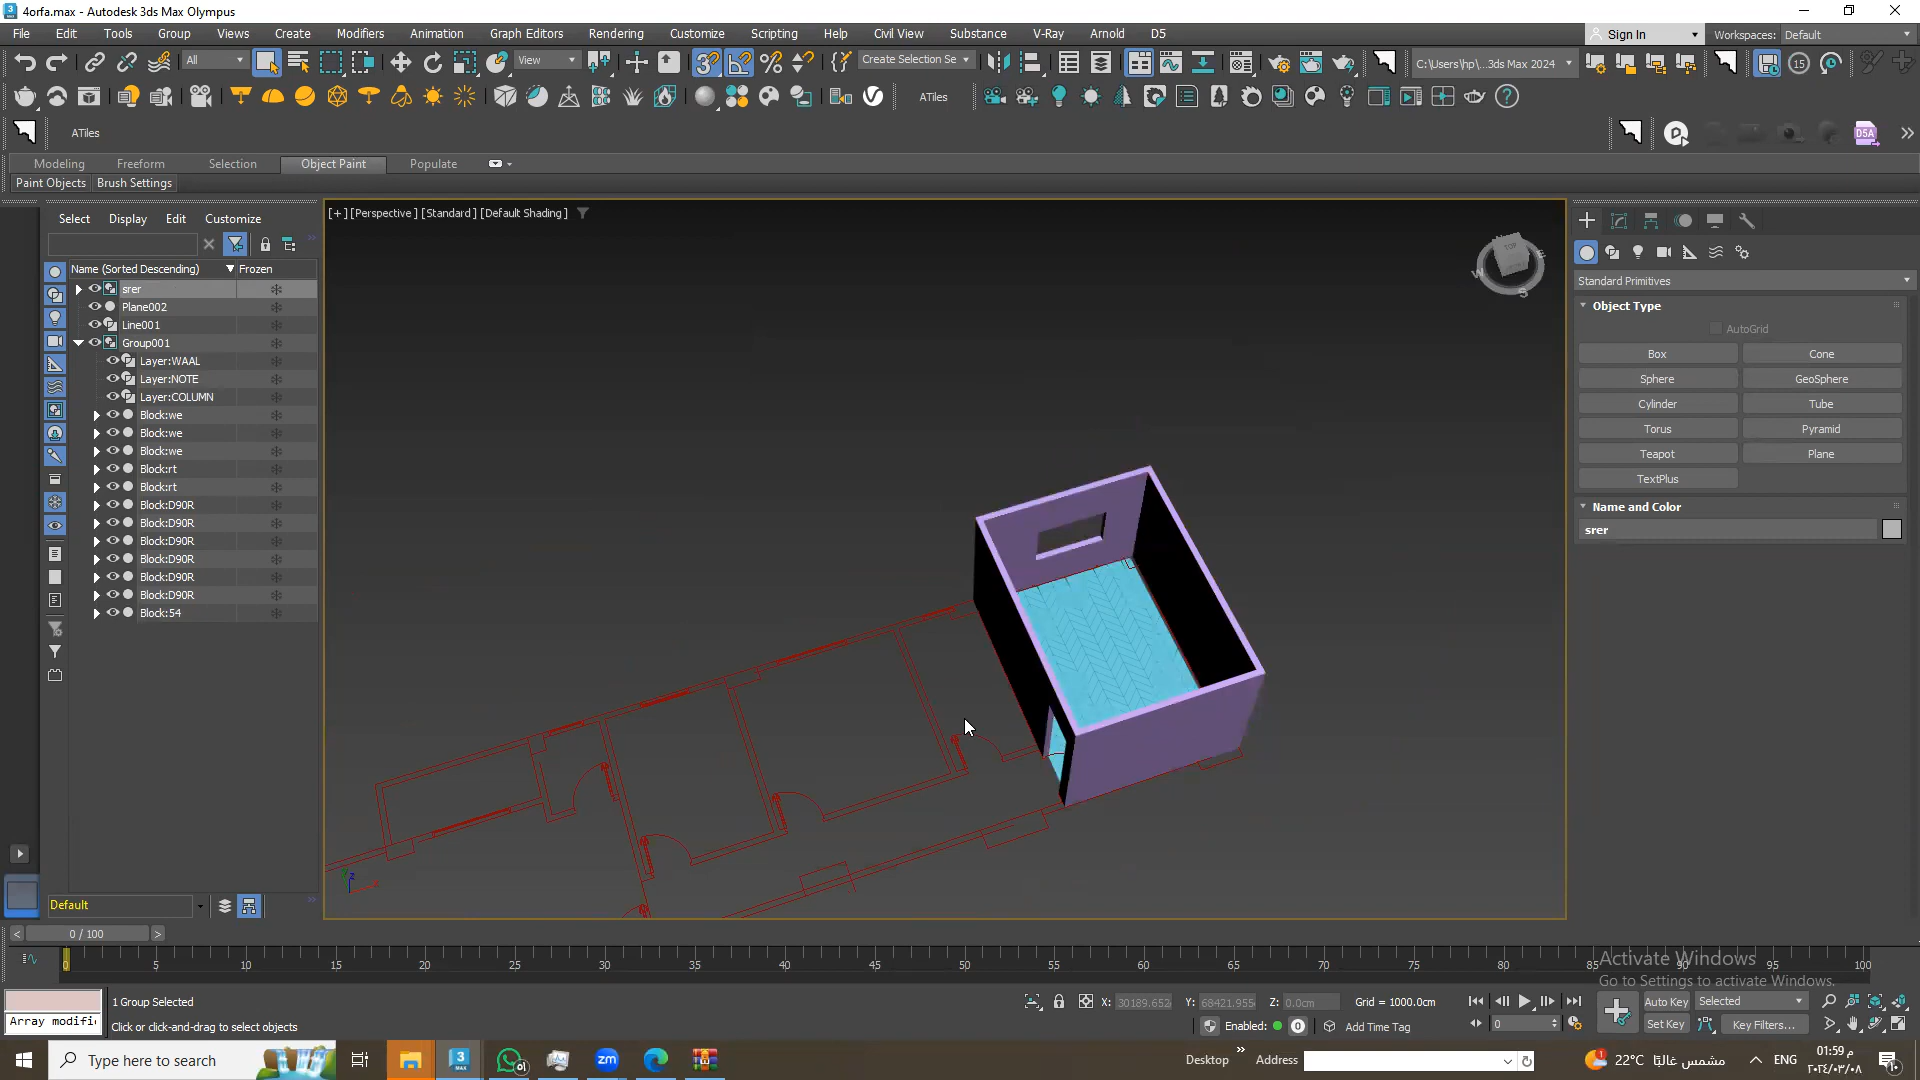 4orfa.max - Autodesk 3ds Max Olympus
File Edit Tools Group Views Create Modifiers Animation Graph Editors Rendering Customize Scripting Help Civil View Substance V-Ray Arnold D5 Sign In Workspaces: Default
All View Create Selection Se C:\Users\hp\...3ds Max 2024 15
ATiles
ATiles D5A
Modeling Freeform Selection Object Paint Populate
Paint Objects Brush Settings
Select Display Edit Customize
[+] [Perspective] [Standard] [Default Shading]
Name (Sorted Descending) Frozen
srer
Plane002
Line001
Group001
Layer:WAAL
Layer:NOTE
Layer:COLUMN
Block:we
Block:we
Block:we
Block:rt
Block:rt
Block:D90R
Block:D90R
Block:D90R
Block:D90R
Block:D90R
Block:D90R
Block:54
Default
TOP
W S E
Standard Primitives
Object Type
AutoGrid
Box Cone
Sphere GeoSphere
Cylinder Tube
Torus Pyramid
Teapot Plane
TextPlus
Name and Color
srer
z x
0 / 100
0 5 10 15 20 25 30 35 40 45 50 55 60 65 70 75 80 85 90 95 100
Activate Windows
Go to Settings to activate Windows.
1 Group Selected X: 30189.652 Y: 68421.955 Z: 0.0cm Grid = 1000.0cm Auto Key Selected
Array modifi Click or click-and-drag to select objects Enabled: 0 Add Time Tag 0 Set Key Key Filters...
Type here to search Desktop Address 22°C مشمس غالبًا ENG ٠١:٥٩ م
٢٠٢٤/٠٣/٠٨